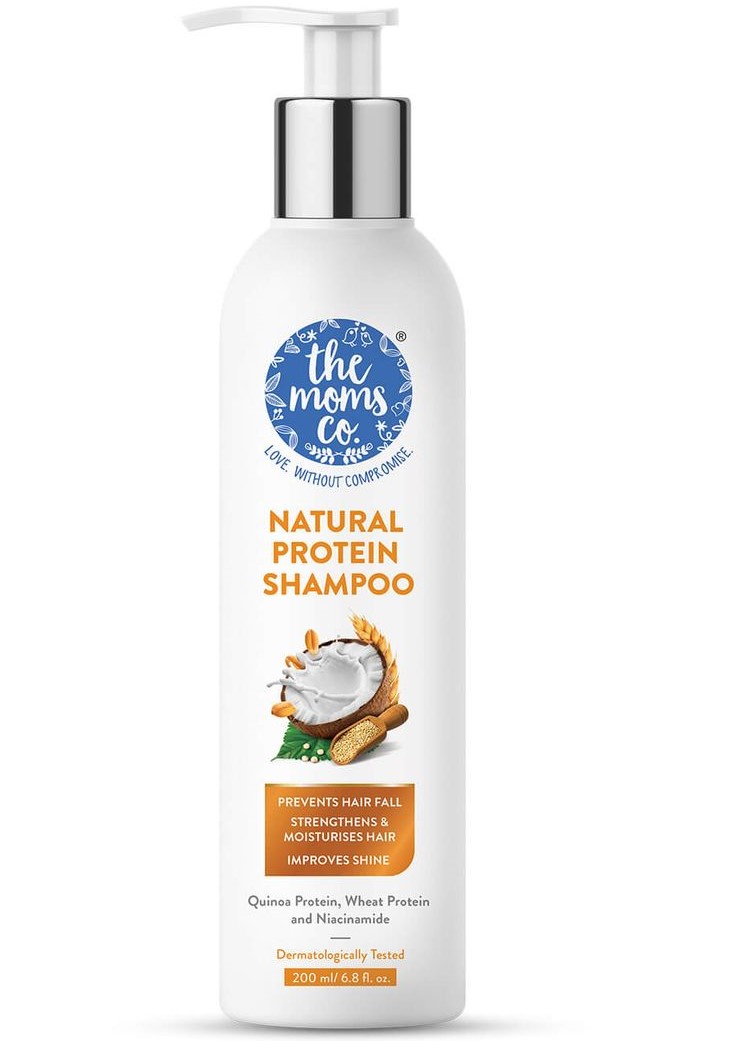 the
moms
co.
®
LOVE. WITHOUT COMPROMISE.
NATURAL
PROTEIN
SHAMPOO
PREVENTS HAIR FALL
STRENGTHENS &
MOISTURISES HAIR
IMPROVES SHINE
Quinoa Protein, Wheat Protein
and Niacinamide
Dermatologically Tested
200 ml/ 6.8 fl. oz.